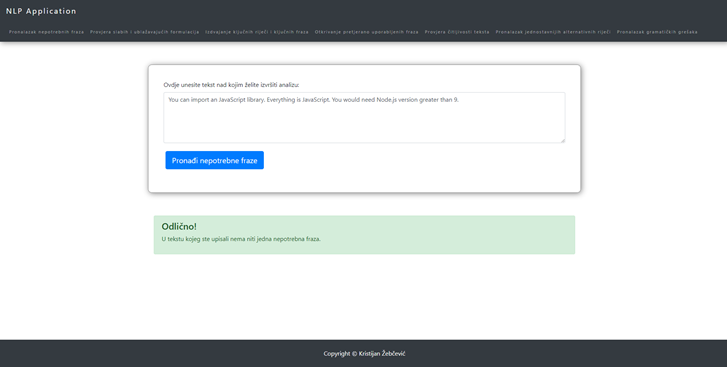 NLP Application
Pronalazak nepotrebnih fraza Provjera slabih i ublažavajućih formulacija Izdvajanje ključnih riječi i ključnih fraza Otkrivanje pretjerano uporabljenih fraza Provjera čitljivosti teksta Pronalazak jednostavnijih alternativnih riječi Pronalazak gramatičkih grešaka
Ovdje unesite tekst nad kojim želite izvršiti analizu:
You can import an JavaScript library. Everything is JavaScript. You would need Node.js version greater than 9.
Pronađi nepotrebne fraze
Odlično!
U tekstu kojeg ste upisali nema niti jedna nepotrebna fraza.
Copyright © Kristijan Žebčević